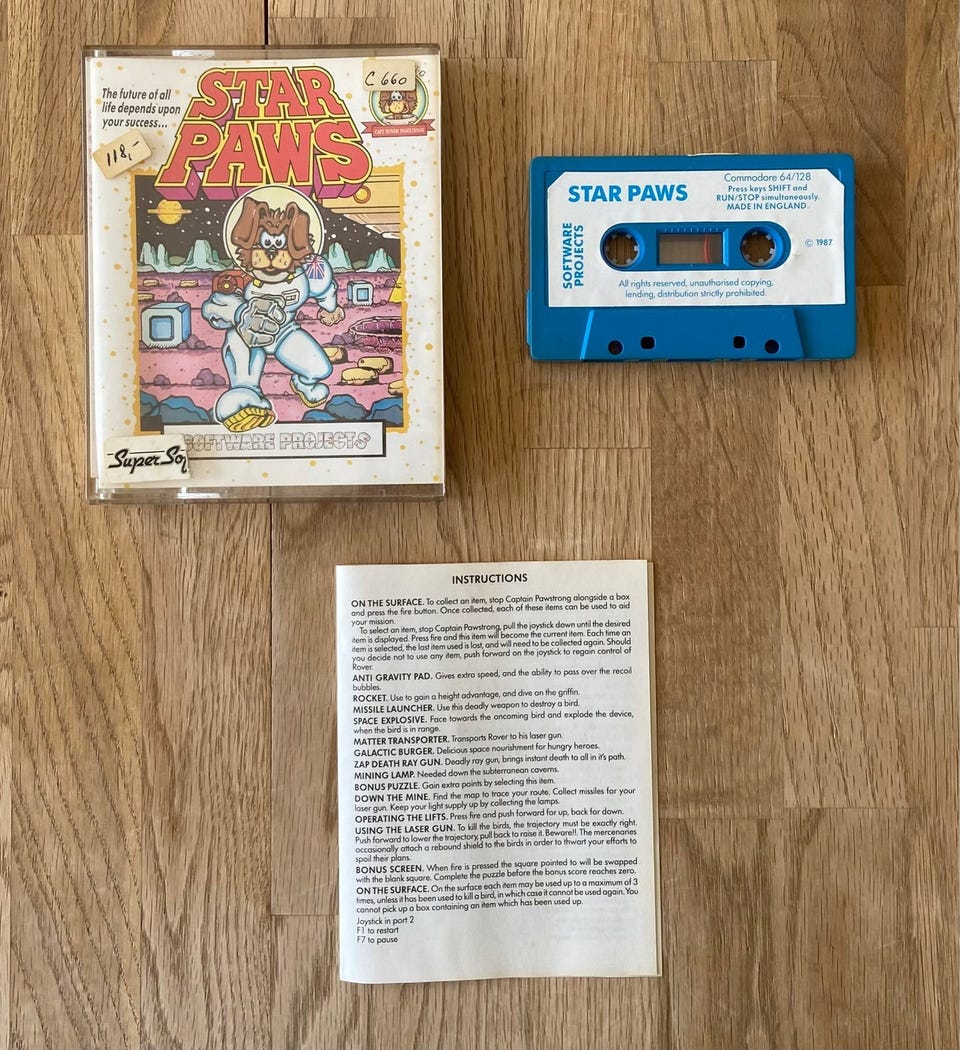 The future of all
life depends upon
your success...
STAR
PAWS
C 660
CAPT ROVER PAWSTRONG
118,-
SOFTWARE PROJECTS
Super So
STAR PAWS
Commodore 64/128
Press keys SHIFT and
RUN/STOP simultaneously.
MADE IN ENGLAND.
SOFTWARE
PROJECTS
© 1987
All rights reserved, unauthorised copying,
lending, distribution strictly prohibited.
INSTRUCTIONS
ON THE SURFACE. To collect an item, stop Captain Pawstrong alongside a box
and press the fire button. Once collected, each of these items can be used to aid
your mission.
To select an item, stop Captain Pawstrong, pull the joystick down until the desired
item is displayed. Press fire and this item will become the current item. Each time an
item is selected, the last item used is lost, and will need to be collected again. Should
you decide not to use any item, push forward on the joystick to regain control of
Rover.
ANTI GRAVITY PAD. Gives extra speed, and the ability to pass over the recoil
bubbles.
ROCKET. Use to gain a height advantage, and dive on the griffin.
MISSILE LAUNCHER. Use this deadly weapon to destroy a bird.
SPACE EXPLOSIVE. Face towards the oncoming bird and explode the device,
when the bird is in range.
MATTER TRANSPORTER. Transports Rover to his laser gun.
GALACTIC BURGER. Delicious space nourishment for hungry heroes.
ZAP DEATH RAY GUN. Deadly ray gun, brings instant death to all in it's path.
MINING LAMP. Needed down the subterranean caverns.
BONUS PUZZLE. Gain extra points by selecting this item.
DOWN THE MINE. Find the map to trace your route. Collect missiles for your
laser gun. Keep your light supply up by collecting the lamps.
OPERATING THE LIFTS. Press fire and push forward for up, back for down.
USING THE LASER GUN. To kill the birds, the trajectory must be exactly right.
Push forward to lower the trajectory, pull back to raise it. Beware!!. The mercenaries
occasionally attach a rebound shield to the birds in order to thwart your efforts to
spoil their plans.
BONUS SCREEN. When fire is pressed the square pointed to will be swapped
with the blank square. Complete the puzzle before the bonus score reaches zero.
ON THE SURFACE. On the surface each item may be used up to a maximum of 3
times, unless it has been used to kill a bird, in which case it cannot be used again. You
cannot pick up a box containing an item which has been used up.
Joystick in port 2
F1 to restart
F7 to pause